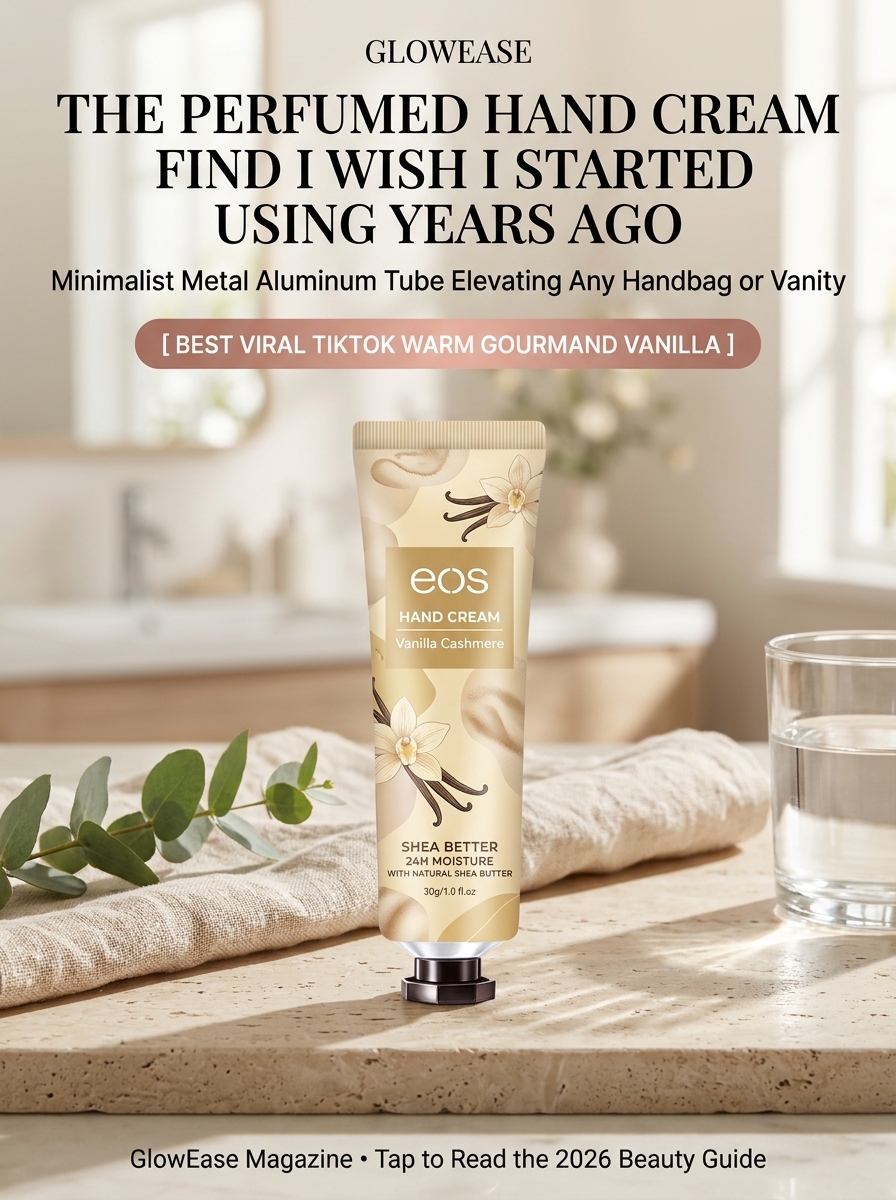 GLOWEASE
THE PERFUMED HAND CREAM
FIND I WISH I STARTED
USING YEARS AGO
Minimalist Metal Aluminum Tube Elevating Any Handbag or Vanity
[ BEST VIRAL TIKTOK WARM GOURMAND VANILLA ]
eos
HAND CREAM
Vanilla Cashmere
SHEA BETTER
24H MOISTURE
WITH NATURAL SHEA BUTTER
30g/1.0 fl.oz
GlowEase Magazine • Tap to Read the 2026 Beauty Guide